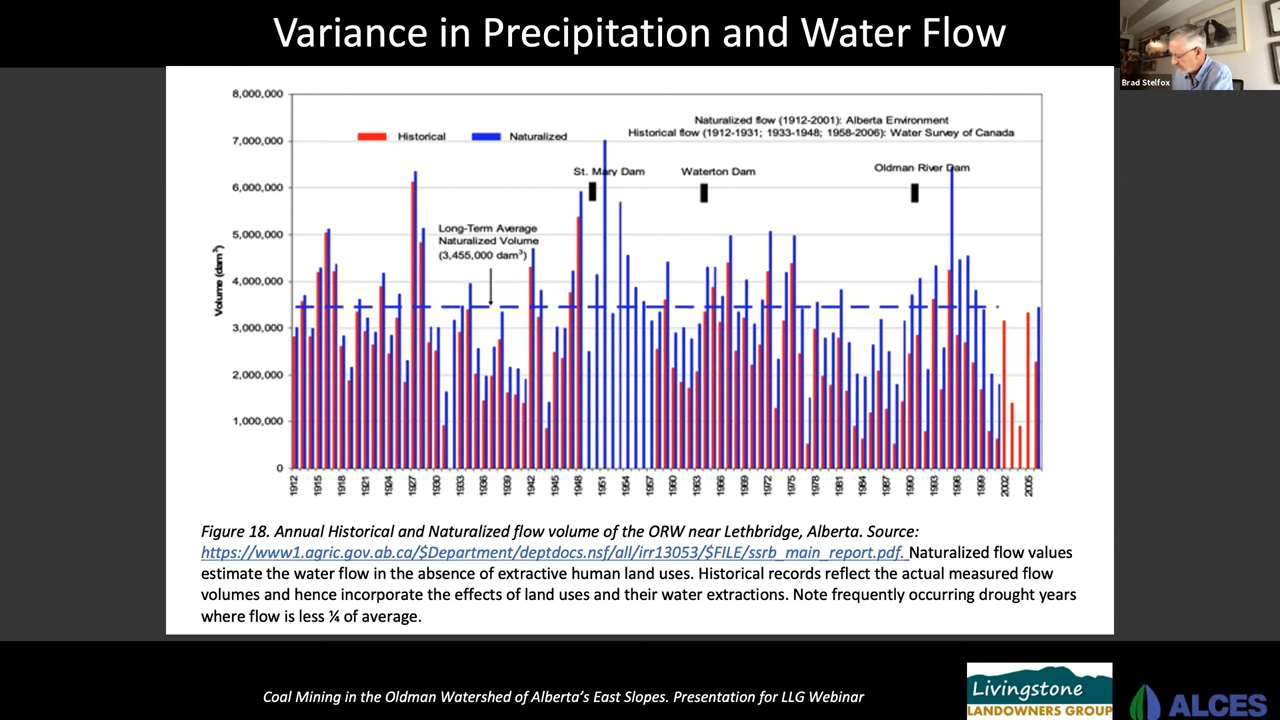 Variance in Precipitation and Water Flow
Brad Stelfox
8,000,000
7,000,000
6,000,000
5,000,000
4,000,000
3,000,000
2,000,000
1,000,000
0
Volume (dam³)
Historical
Naturalized
Naturalized flow (1912-2001): Alberta Environment
Historical flow (1912-1931; 1933-1948; 1958-2006): Water Survey of Canada
St. Mary Dam
Waterton Dam
Oldman River Dam
Long-Term Average
Naturalized Volume
(3,455,000 dam³)
1912
1915
1918
1921
1924
1927
1930
1933
1936
1939
1942
1945
1948
1951
1954
1957
1960
1963
1966
1969
1972
1975
1978
1981
1984
1987
1990
1993
1996
1999
2002
2005
Figure 18. Annual Historical and Naturalized flow volume of the ORW near Lethbridge, Alberta. Source:
https://www1.agric.gov.ab.ca/$Department/deptdocs.nsf/all/irr13053/$FILE/ssrb_main_report.pdf. Naturalized flow values
estimate the water flow in the absence of extractive human land uses. Historical records reflect the actual measured flow
volumes and hence incorporate the effects of land uses and their water extractions. Note frequently occurring drought years
where flow is less ¼ of average.
Coal Mining in the Oldman Watershed of Alberta’s East Slopes. Presentation for LLG Webinar
Livingstone
LANDOWNERS GROUP
ALCES